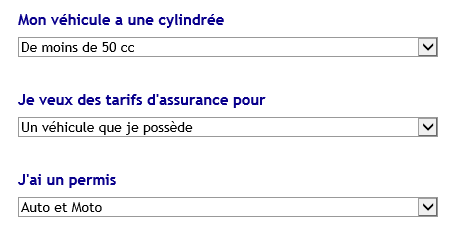 Mon véhicule a une cylindrée
De moins de 50 cc
Je veux des tarifs d'assurance pour
Un véhicule que je possède
J'ai un permis
Auto et Moto